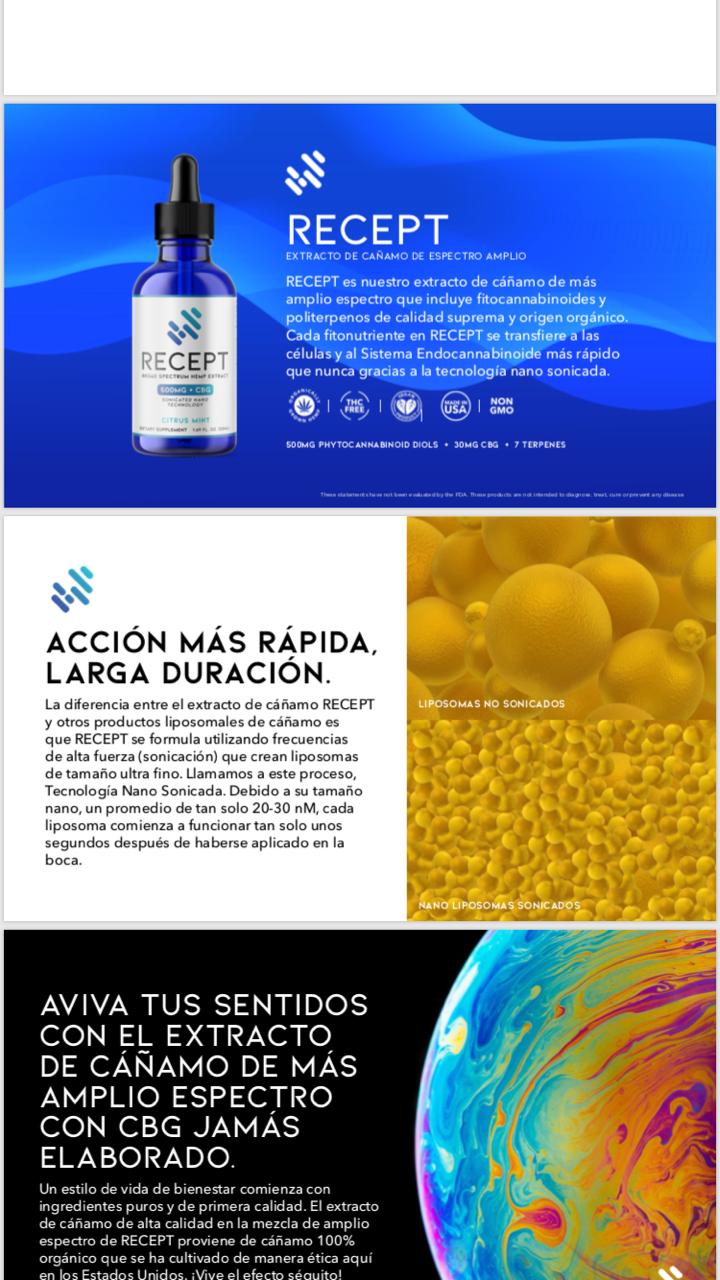 RECEPT
EXTRACTO DE CAÑAMO DE ESPECTRO AMPLIO
RECEPT es nuestro extracto de cáñamo de más
amplio espectro que incluye fitocannabinoides y
politerpenos de calidad suprema y origen orgánico.
Cada fitonutriente en RECEPT se transfiere a las
células y al Sistema Endocannabinoide más rápido
que nunca gracias a la tecnología nano sonicada.
ORGANICALLY GROWN HEMP
THC FREE
MADE IN USA
NON GMO
500MG PHYTOCANNABINOID DIOLS + 30MG CBG + 7 TERPENES
These statements have not been evaluated by the FDA. These products are not intended to diagnose, treat, cure or prevent any disease
RECEPT
BROAD SPECTRUM HEMP EXTRACT
500MG + CBG
SONICATED NANO
TECHNOLOGY
CITRUS MINT
DIETARY SUPPLEMENT 1.69 FL. OZ. (50ML)
ACCIÓN MÁS RÁPIDA,
LARGA DURACIÓN.
La diferencia entre el extracto de cáñamo RECEPT
y otros productos liposomales de cáñamo es
que RECEPT se formula utilizando frecuencias
de alta fuerza (sonicación) que crean liposomas
de tamaño ultra fino. Llamamos a este proceso,
Tecnología Nano Sonicada. Debido a su tamaño
nano, un promedio de tan solo 20-30 nM, cada
liposoma comienza a funcionar tan solo unos
segundos después de haberse aplicado en la
boca.
LIPOSOMAS NO SONICADOS
NANO LIPOSOMAS SONICADOS
AVIVA TUS SENTIDOS
CON EL EXTRACTO
DE CÁÑAMO DE MÁS
AMPLIO ESPECTRO
CON CBG JAMÁS
ELABORADO.
Un estilo de vida de bienestar comienza con
ingredientes puros y de primera calidad. El extracto
de cáñamo de alta calidad en la mezcla de amplio
espectro de RECEPT proviene de cáñamo 100%
orgánico que se ha cultivado de manera ética aquí
en los Estados Unidos. ¡Vive el efecto séquito!